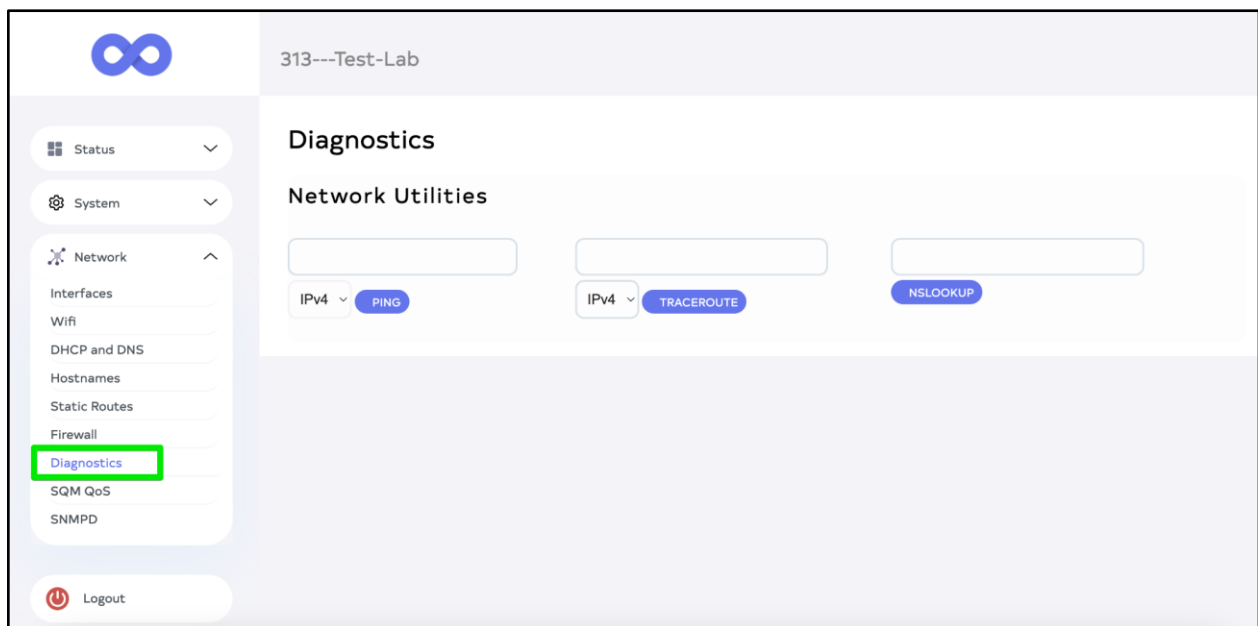 313---Test-Lab
Status
System
Network
Interfaces
Wifi
DHCP and DNS
Hostnames
Static Routes
Firewall
Diagnostics
SQM QoS
SNMPD
Logout
Diagnostics
Network Utilities
IPv4 PING
IPv4 TRACEROUTE
NSLOOKUP